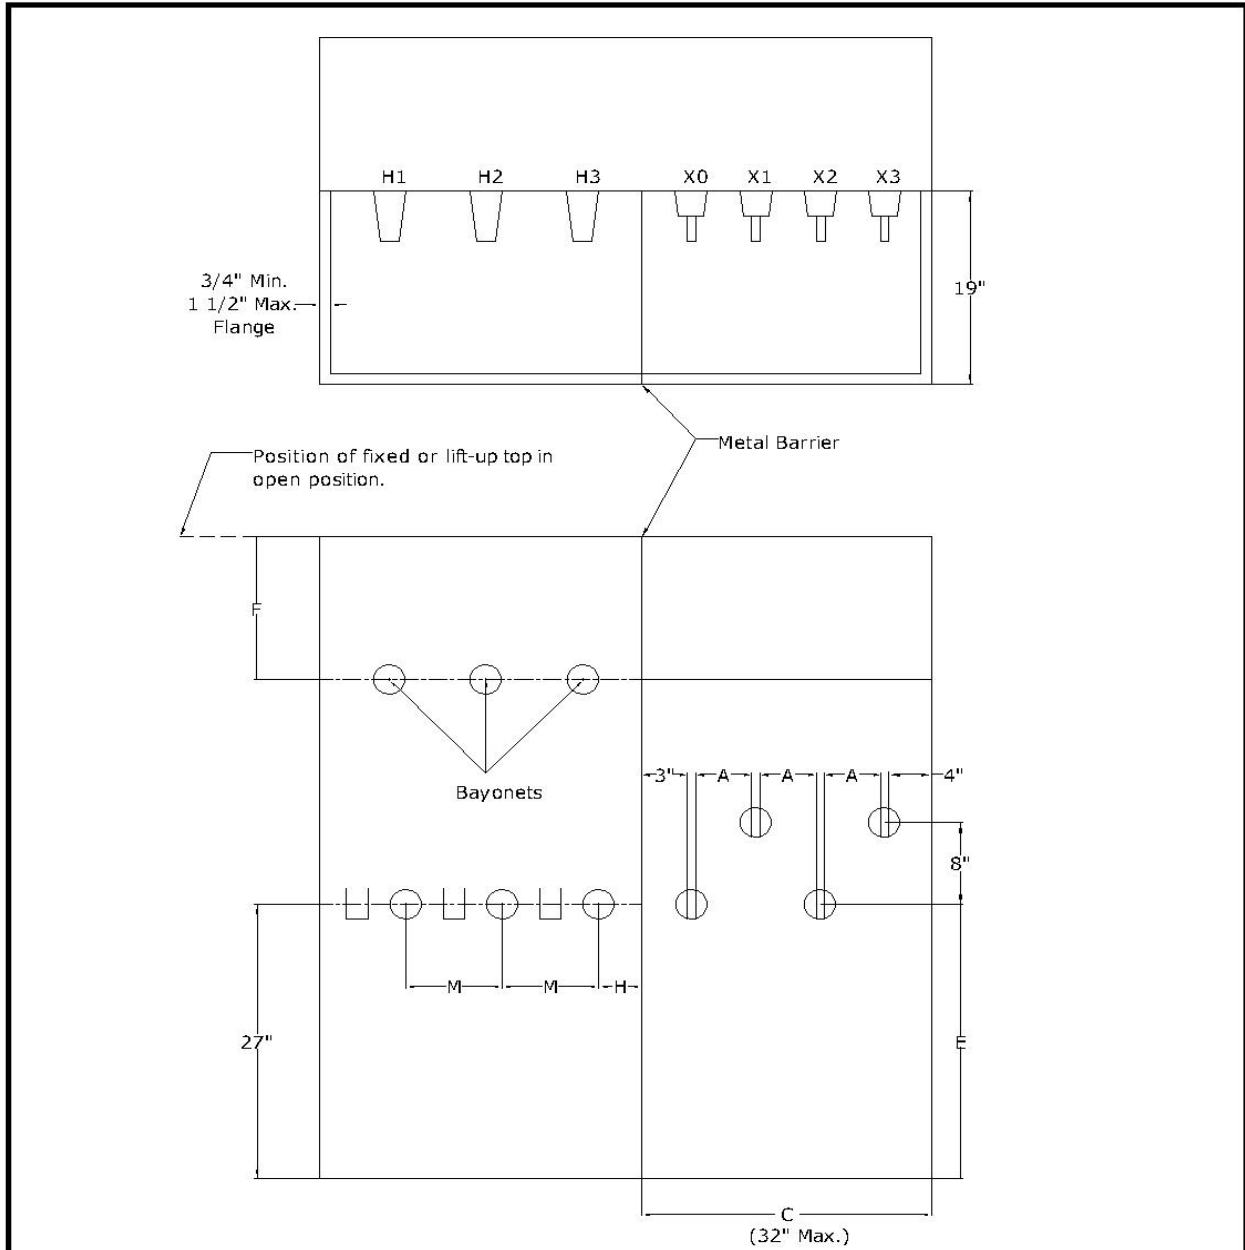 H1 H2 H3 X0 X1 X2 X3
3/4" Min.
1 1/2" Max.
Flange
19"
Metal Barrier
Position of fixed or lift-up top in
open position.
F
Bayonets
3" A A A 4"
8"
M M H
27"
E
C
(32" Max.)